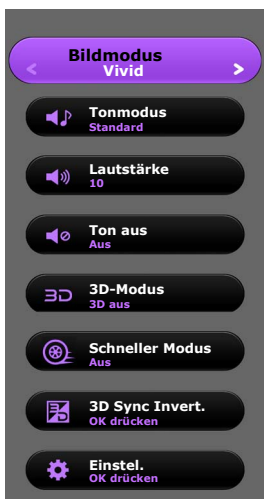 Bildmodus
< Vivid >
Tonmodus
Standard
Lautstärke
10
Ton aus
Aus
3D
3D-Modus
3D aus
Schneller Modus
Aus
3D Sync Invert.
OK drücken
Einstel.
OK drücken